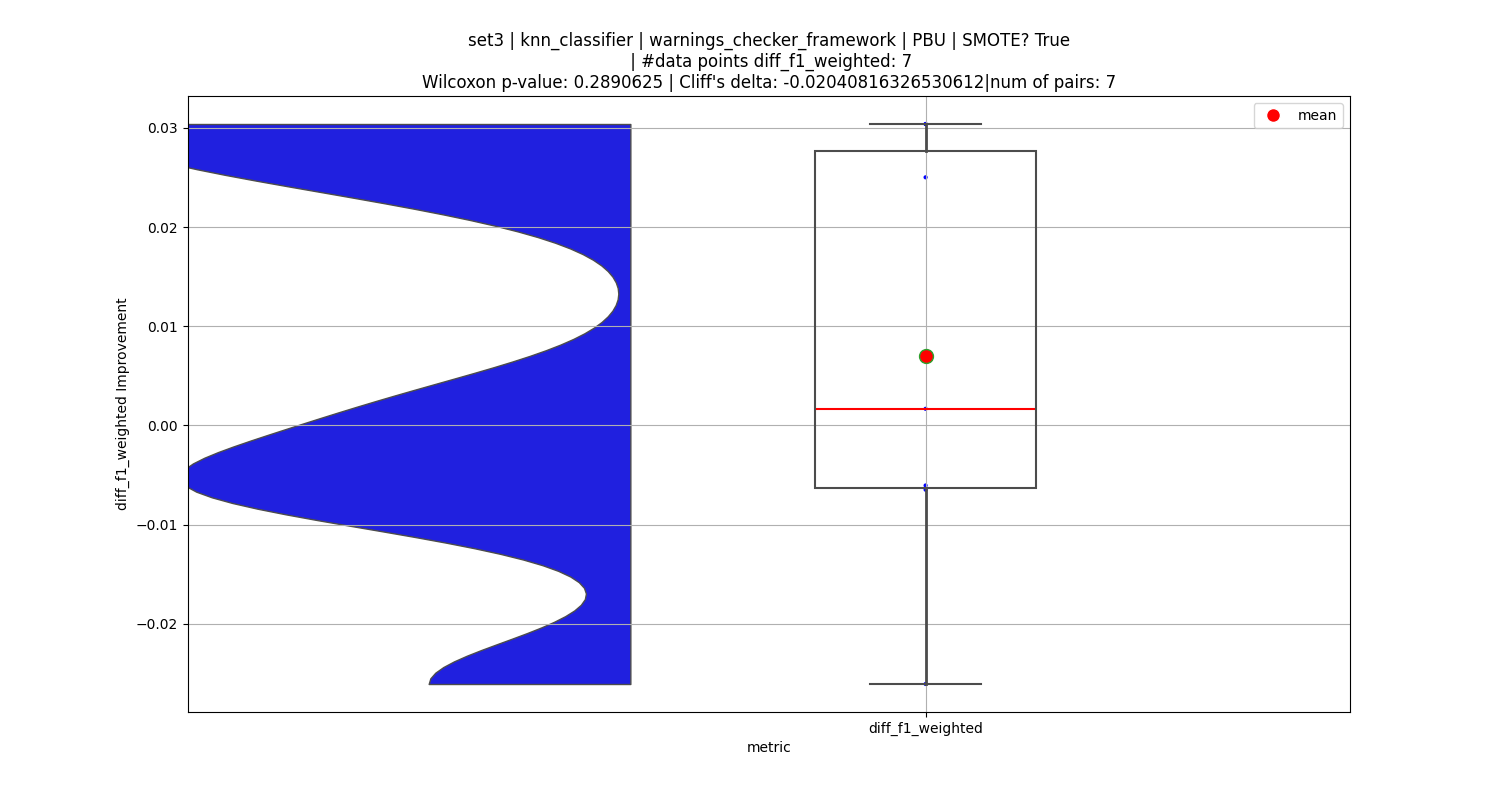 set3 | knn_classifier | warnings_checker_framework | PBU | SMOTE? True
| #data points diff_f1_weighted: 7
Wilcoxon p-value: 0.2890625 | Cliff's delta: -0.02040816326530612|num of pairs: 7
mean
0.03
0.02
0.01
0.00
−0.01
−0.02
diff_f1_weighted Improvement
diff_f1_weighted
metric